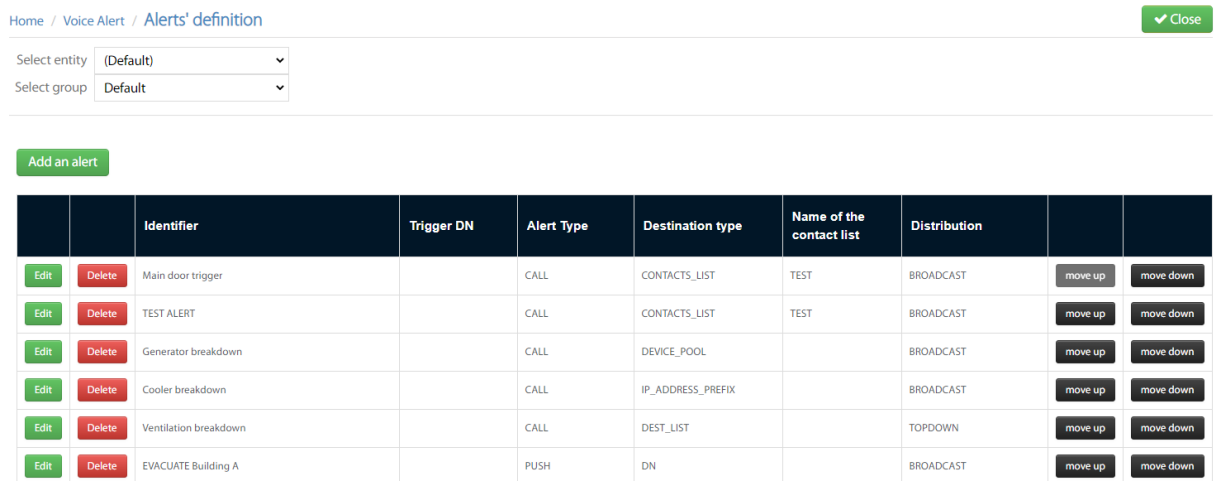 Home / Voice Alert / Alerts' definition
Close
Select entity (Default)
Select group Default
Add an alert
Identifier Trigger DN Alert Type Destination type Name of the contact list Distribution
Edit Delete Main door trigger CALL CONTACTS_LIST TEST BROADCAST move up move down
Edit Delete TEST ALERT CALL CONTACTS_LIST TEST BROADCAST move up move down
Edit Delete Generator breakdown CALL DEVICE_POOL BROADCAST move up move down
Edit Delete Cooler breakdown CALL IP_ADDRESS_PREFIX BROADCAST move up move down
Edit Delete Ventilation breakdown CALL DEST_LIST TOPDOWN move up move down
Edit Delete EVACUATE Building A PUSH DN BROADCAST move up move down